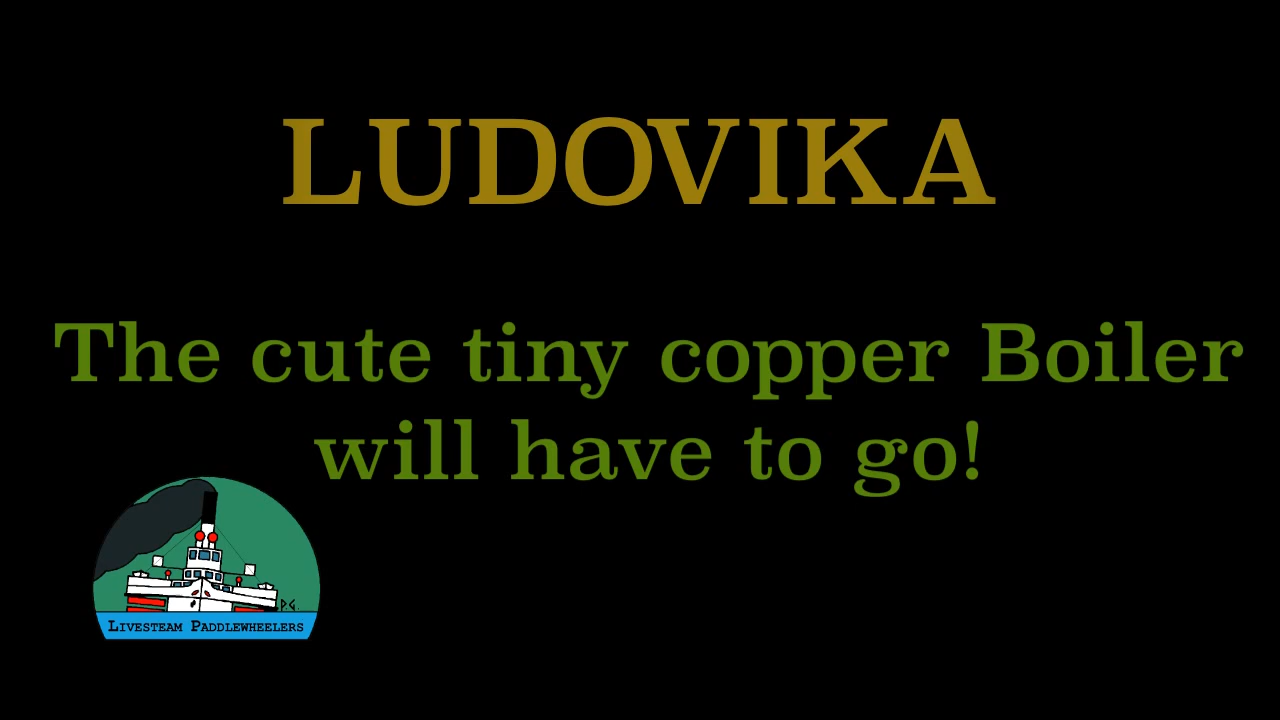 LUDOVIKA
The cute tiny copper Boiler
will have to go!
P.G.
LIVESTEAM PADDLEWHEELERS